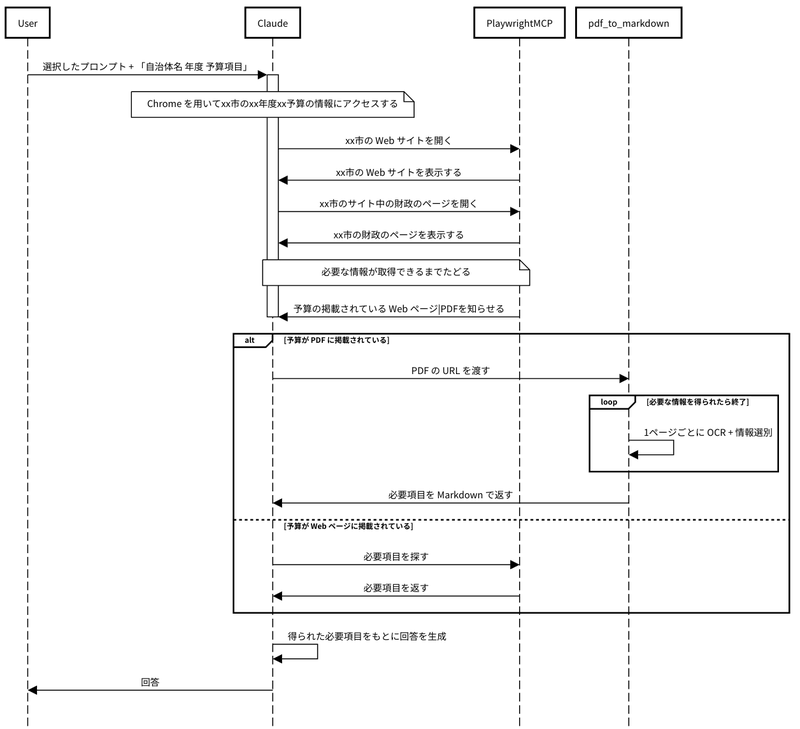 User
Claude
PlaywrightMCP
pdf_to_markdown
選択したプロンプト + 「自治体名 年度 予算項目」
Chrome を用いてxx市のxx年度xx予算の情報にアクセスする
xx市の Web サイトを開く
xx市の Web サイトを表示する
xx市のサイト中の財政のページを開く
xx市の財政のページを表示する
必要な情報が取得できるまでたどる
予算の掲載されている Web ページ|PDFを知らせる
alt
[予算が PDF に掲載されている]
PDF の URL を渡す
loop
[必要な情報を得られたら終了]
1ページごとに OCR + 情報選別
必要項目を Markdown で返す
[予算が Web ページに掲載されている]
必要項目を探す
必要項目を返す
得られた必要項目をもとに回答を生成
回答